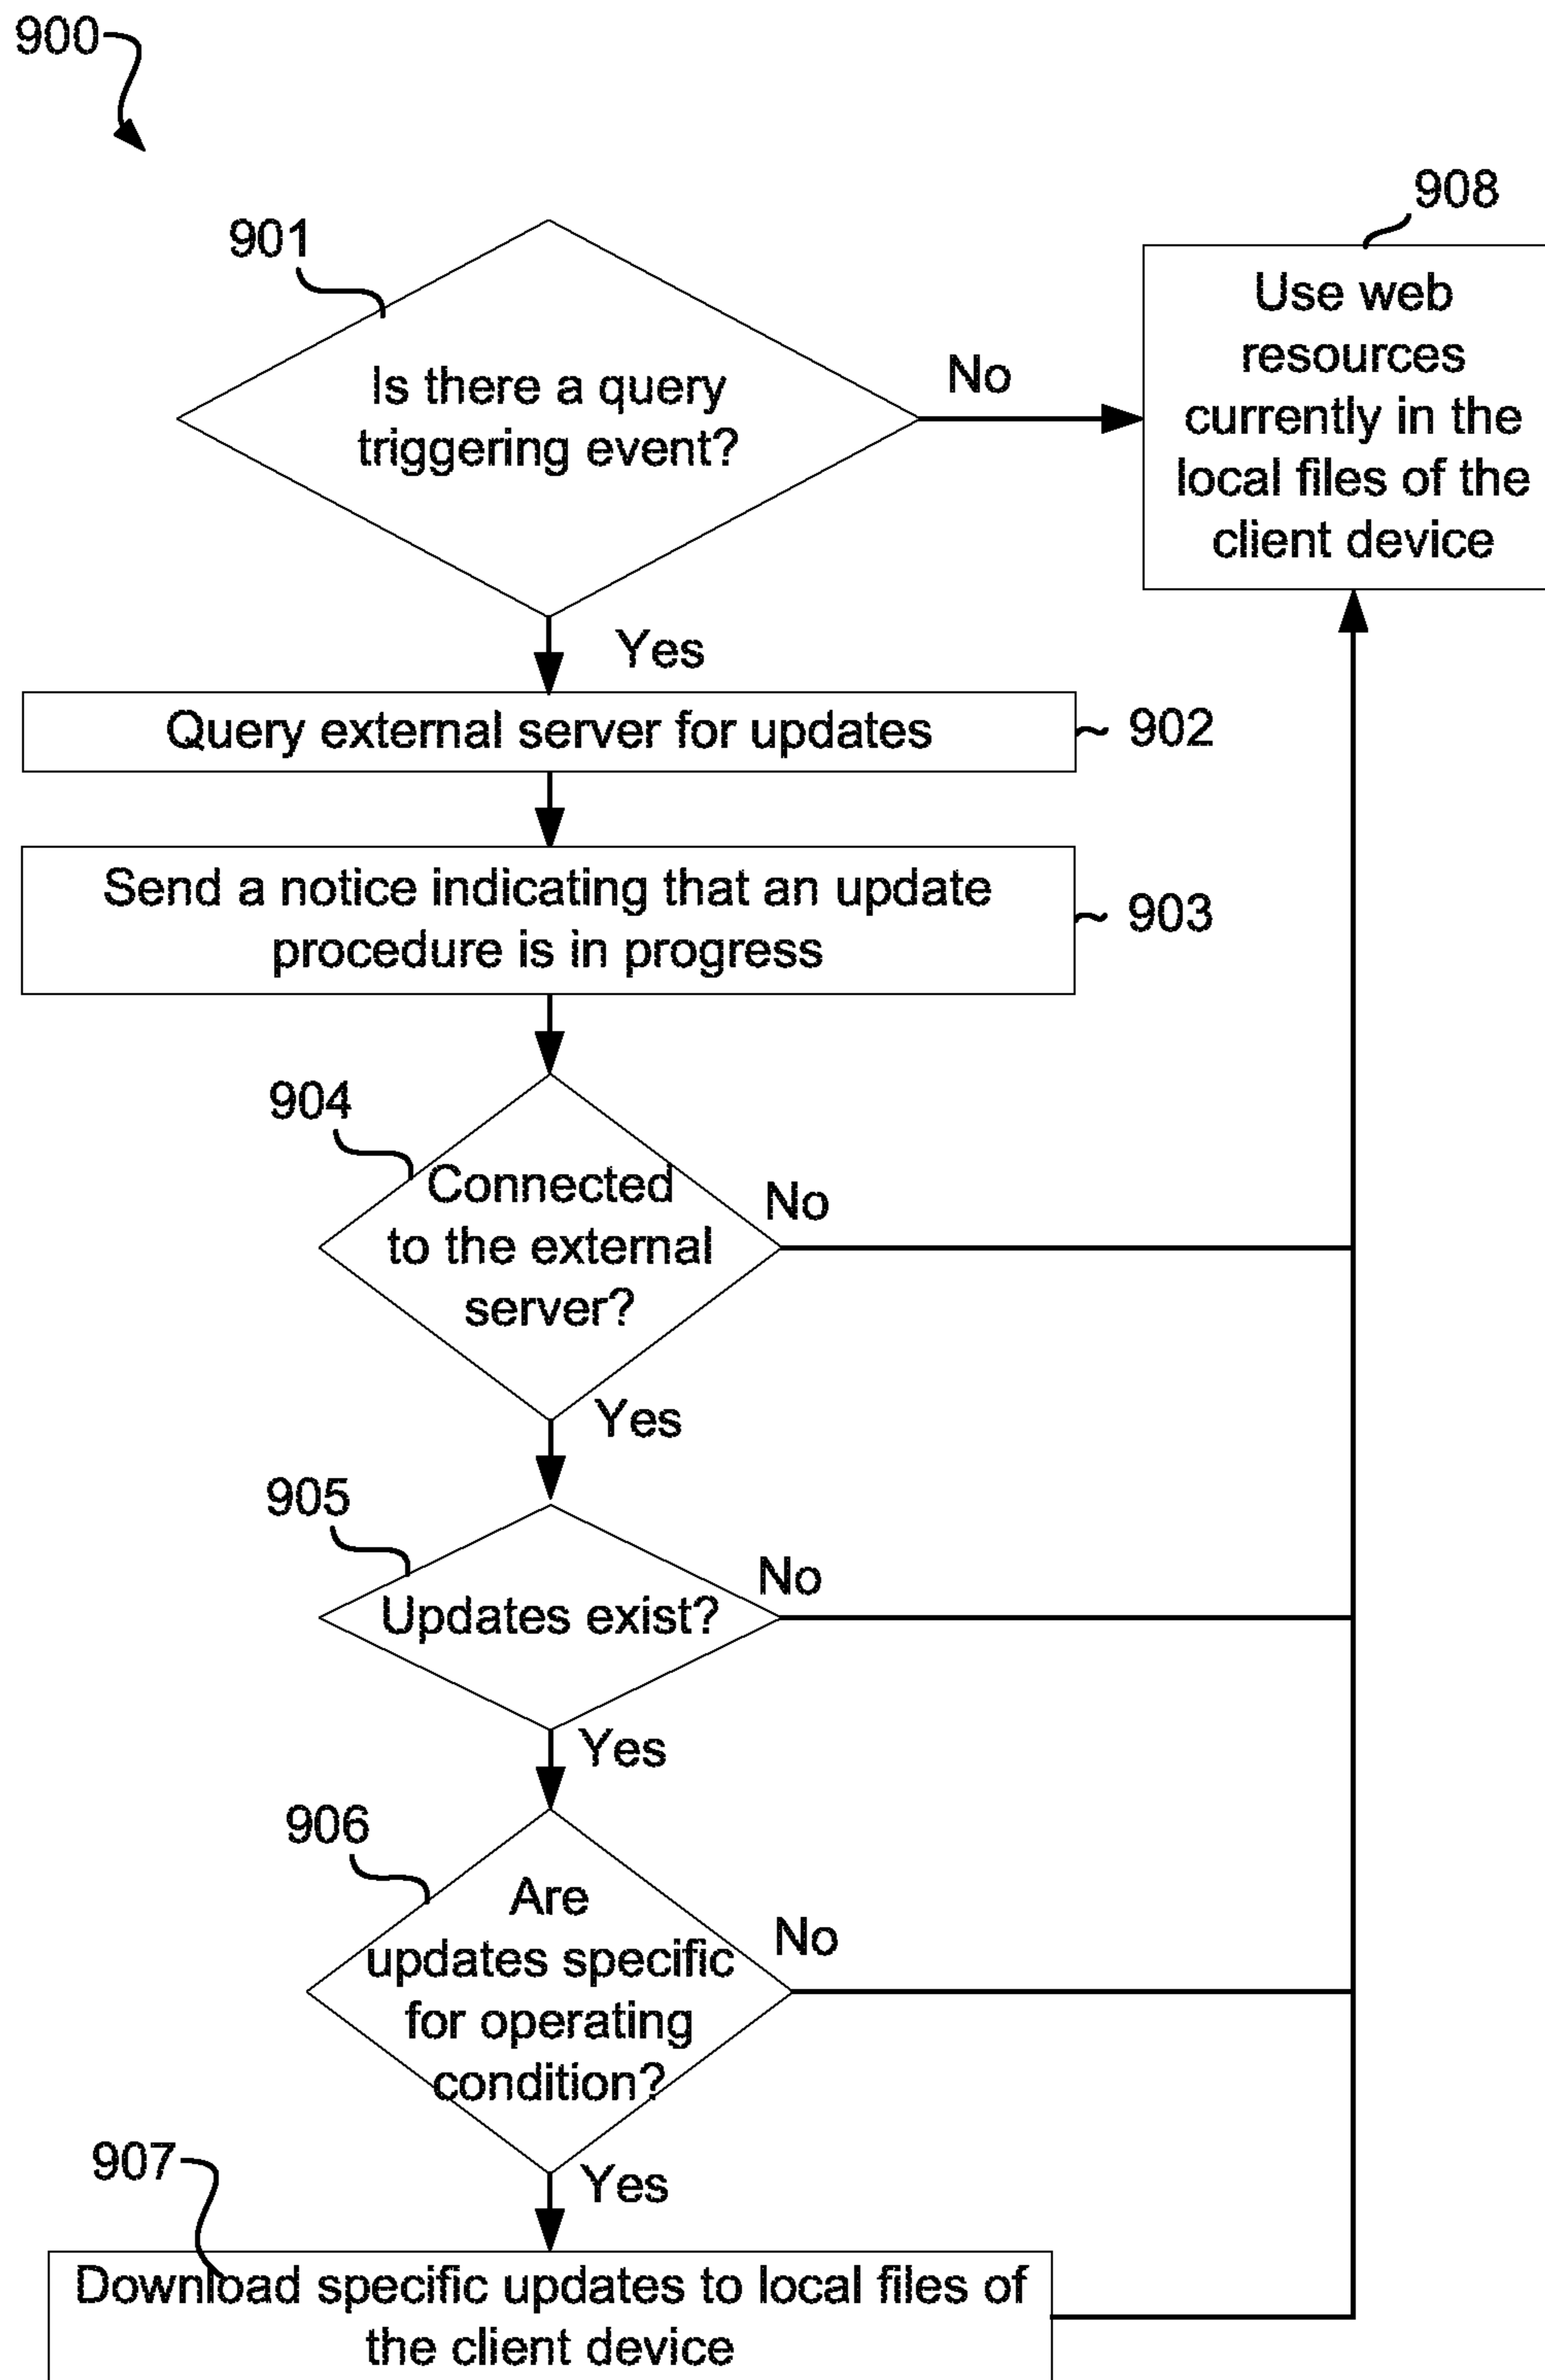 900
901
Is there a query
triggering event?
No
908
Use web
resources
currently in the
local files of the
client device
Yes
Query external server for updates
902
Send a notice indicating that an update
procedure is in progress
903
904
Connected
to the external
server?
No
Yes
905
Updates exist?
No
Yes
906
Are
updates specific
for operating
condition?
No
Yes
907
Download specific updates to local files of
the client device